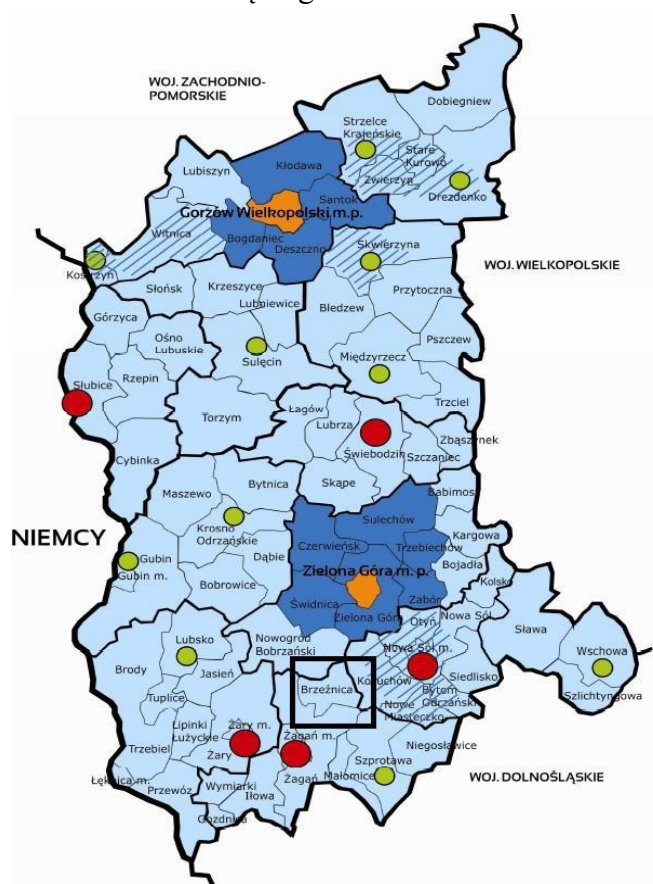 WOJ. ZACHODNIO-
POMORSKIE
Dobiegniew
Strzelce
Krajeńskie
Stare
Kurowo
Zwierzyn
Drezdenko
Kłodawa
Lubiszyn
Santok
Gorzów Wielkopolski m.p.
Witnica
Bogdaniec
Deszczno
Skwierzyna
WOJ. WIELKOPOLSKIE
Kostrzyn
Słońsk
Krzeszyce
Lubniewice
Bledzew
Przytoczna
Górzyca
Ośno
Lubuskie
Sulęcin
Pszczew
Międzyrzecz
Słubice
Rzepin
Trzciel
Torzym
Łagów
Lubrza
Świebodzin
Zbąszynek
Szczaniec
Cybinka
Skąpe
Maszewo
Bytnica
Babimost
NIEMCY
Krosno
Odrzańskie
Sulechów
Kargowa
Czerwieńsk
Trzebiechów
Gubin
Gubin m.
Dąbie
Bojadła
Zielona Góra m. p.
Kolsko
Bobrowice
Świdnica
Zabór
Zielona Góra
Otyń
Nowa Sól
Sława
Nowogród
Bobrzański
Lubsko
Nowa Sól m.
Wschowa
Brody
Jasień
Kożuchów
Siedlisko
Szlichtyngowa
Brzeźnica
Bytom
Odrzański
Tuplice
Nowe
Miasteczko
Lipinki
Łużyckie
Żary m.
Żagań m.
Trzebiel
Żary
Szprotawa
Niegosławice
Łęknica m.
Przewóz
Wymiarki
Iłowa
Żagań
Małomice
WOJ. DOLNOŚLĄSKIE
Gozdnica